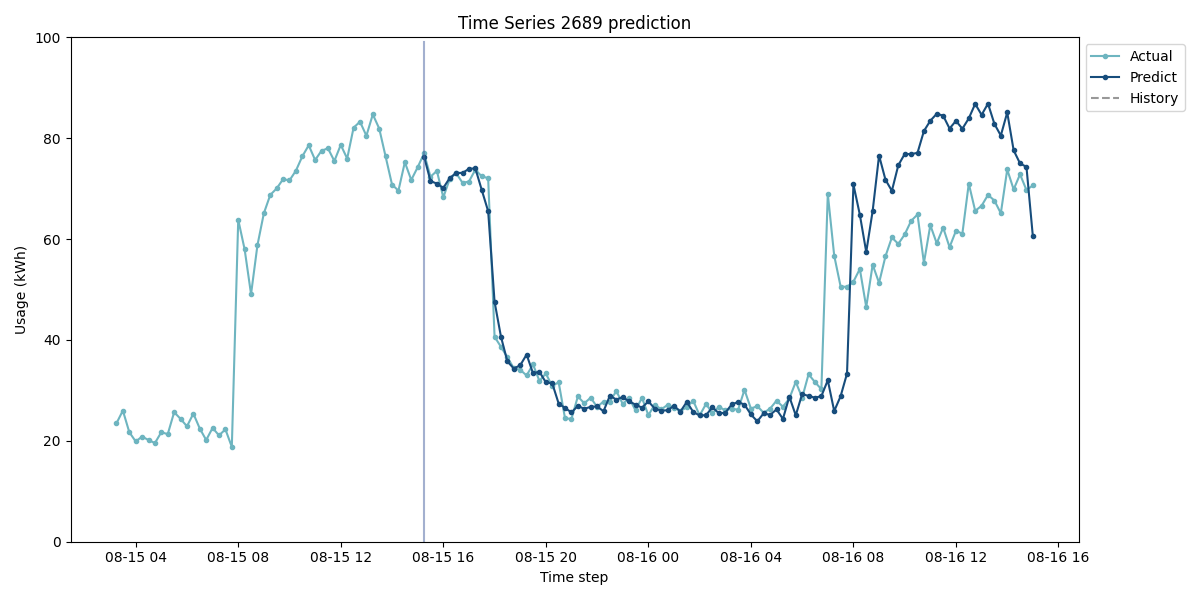 Time Series 2689 prediction
Actual
Predict
History
Usage (kWh)
100
80
60
40
20
0
08-15 04
08-15 08
08-15 12
08-15 16
08-15 20
08-16 00
08-16 04
08-16 08
08-16 12
08-16 16
Time step